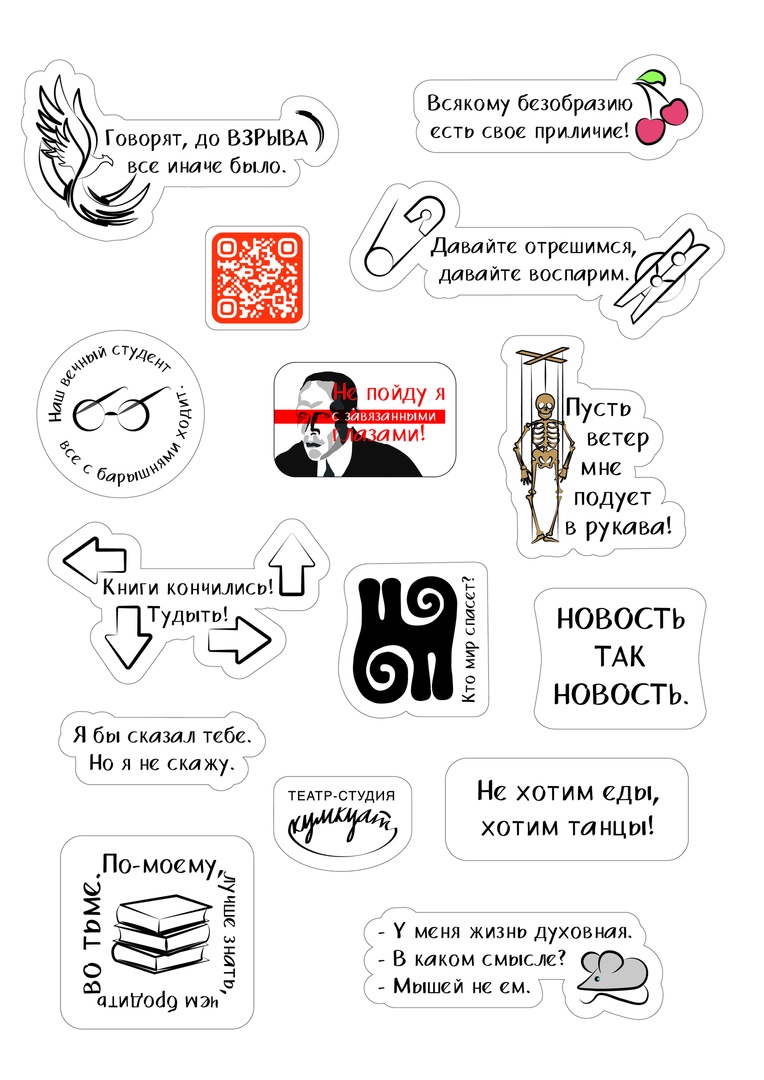 Говорят, до ВЗРЫВА
все иначе было.
Всякому безобразию
есть свое приличие!
Давайте отрешимся,
давайте воспарим.
Наш вечный студент
все с барышнями ходит.
Не пойду я
с завязанными
глазами!
Пусть
ветер
мне
подует
в рукава!
Книги кончились!
Тудыть!
Кто мир спасет?
НОВОСТЬ
ТАК
НОВОСТЬ.
Я бы сказал тебе.
Но я не скажу.
ТЕАТР-СТУДИЯ
кумкуат
Не хотим еды,
хотим танцы!
По-моему,
лучше знать,
чем бродить
во тьме.
- У меня жизнь духовная.
- В каком смысле?
- Мышей не ем.